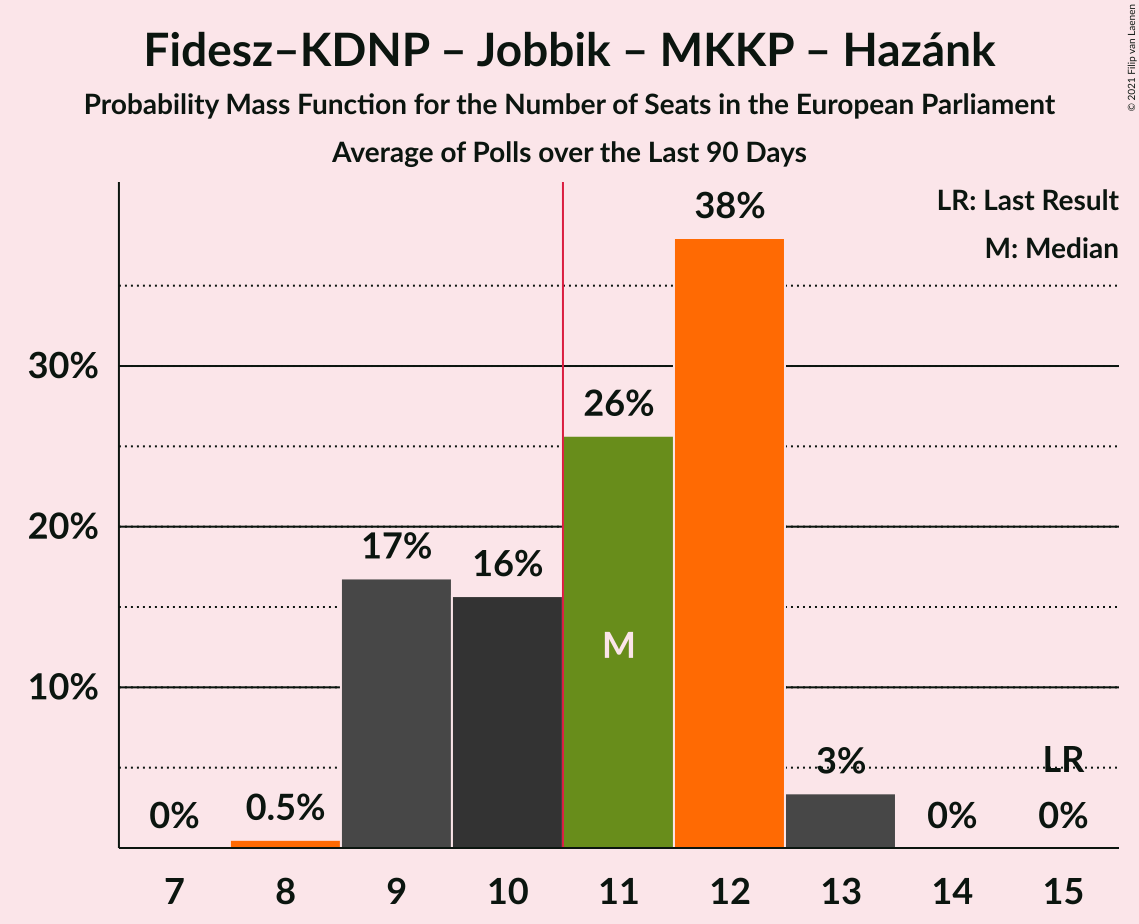 Fidesz–KDNP – Jobbik – MKKP – Hazánk
Probability Mass Function for the Number of Seats in the European Parliament
Average of Polls over the Last 90 Days
© 2021 Filip van Laenen
LR: Last Result
M: Median
38%
30%
26%
20%
17%
16%
M
10%
3%
LR
0%
0.5%
0%
0%
7 8 9 10 11 12 13 14 15